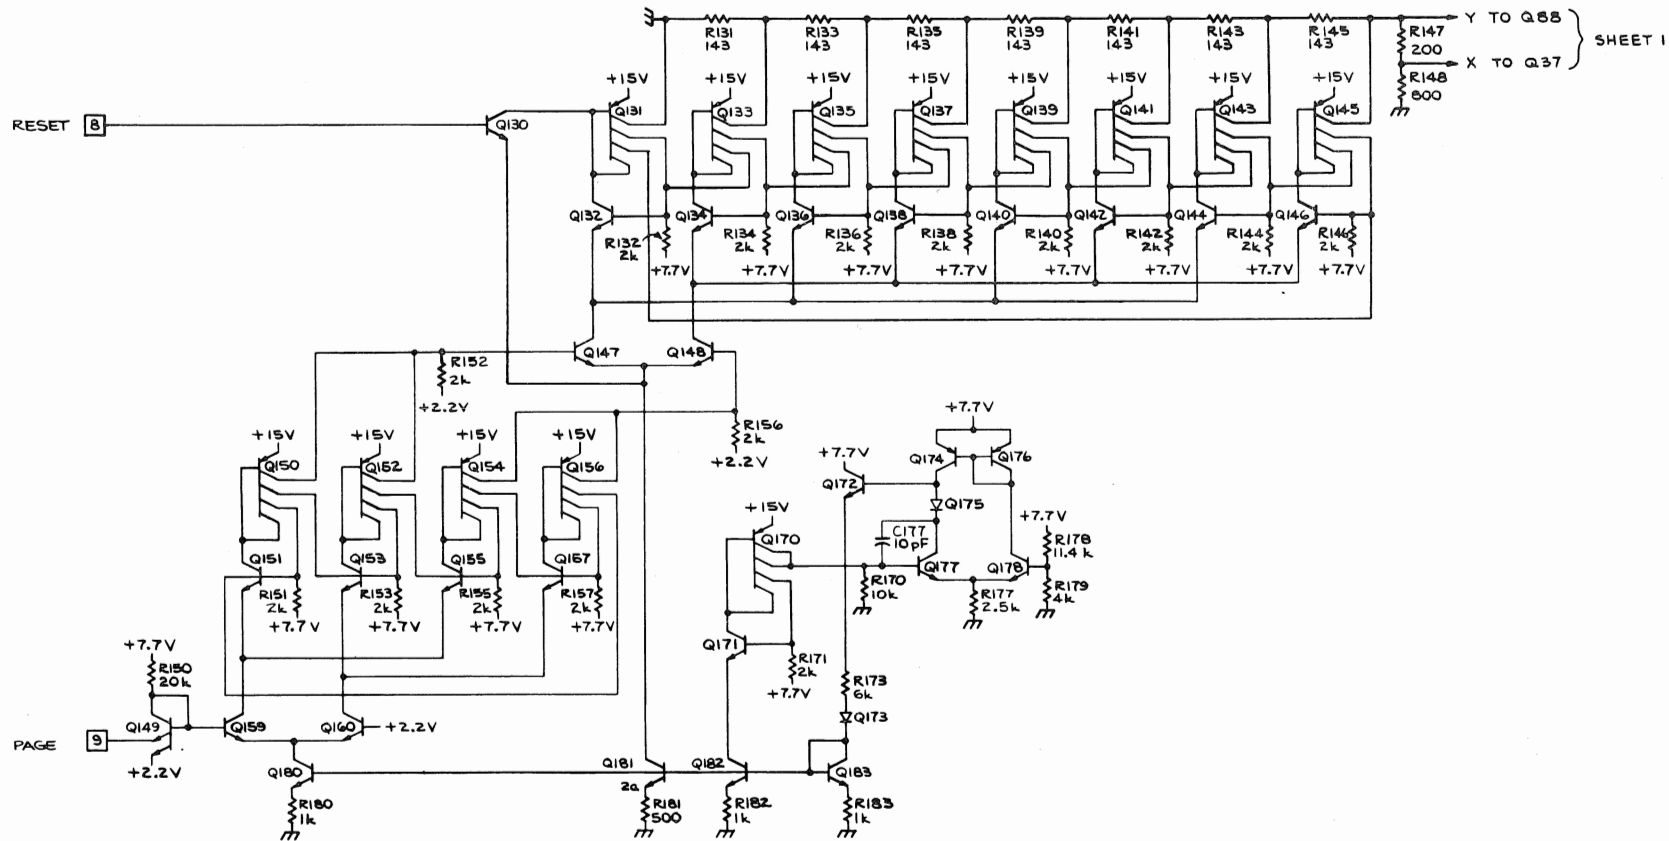 R131 R133 R135 R139 R141 R143 R145
143 143 143 143 143 143 143
R147
200
Y TO Q88
X TO Q37
SHEET 1
R148
800
+15V +15V +15V +15V +15V +15V +15V +15V
Q131 Q133 Q135 Q137 Q139 Q141 Q143 Q145
RESET 8
Q130
Q132 Q134 Q136 Q138 Q140 Q142 Q144 Q146
R132 R134 R136 R138 R140 R142 R144 R146
2k 2k 2k 2k 2k 2k 2k 2k
+7.7V +7.7V +7.7V +7.7V +7.7V +7.7V +7.7V +7.7V
Q147 Q148
R152
2k
+2.2V
R156
2k
+2.2V
+15V +15V +15V +15V
Q150 Q152 Q154 Q156
Q151 Q153 Q155 Q157
R151 R153 R155 R157
2k 2k 2k 2k
+7.7V +7.7V +7.7V +7.7V
+7.7V
Q174 Q176
+7.7V
Q172
Q175
+15V
Q170
C177
10pF
+7.7V
R178
11.4k
Q177 Q178
R170
10k
R177
2.5k
R179
4k
Q171
R171
2k
+7.7V
R173
6k
Q173
+7.7V
R150
20k
Q149 Q159 Q160 +2.2V
PAGE 9
+2.2V
Q180 Q181 Q182 Q183
2a
R180
1k
R181
500
R182
1k
R183
1k